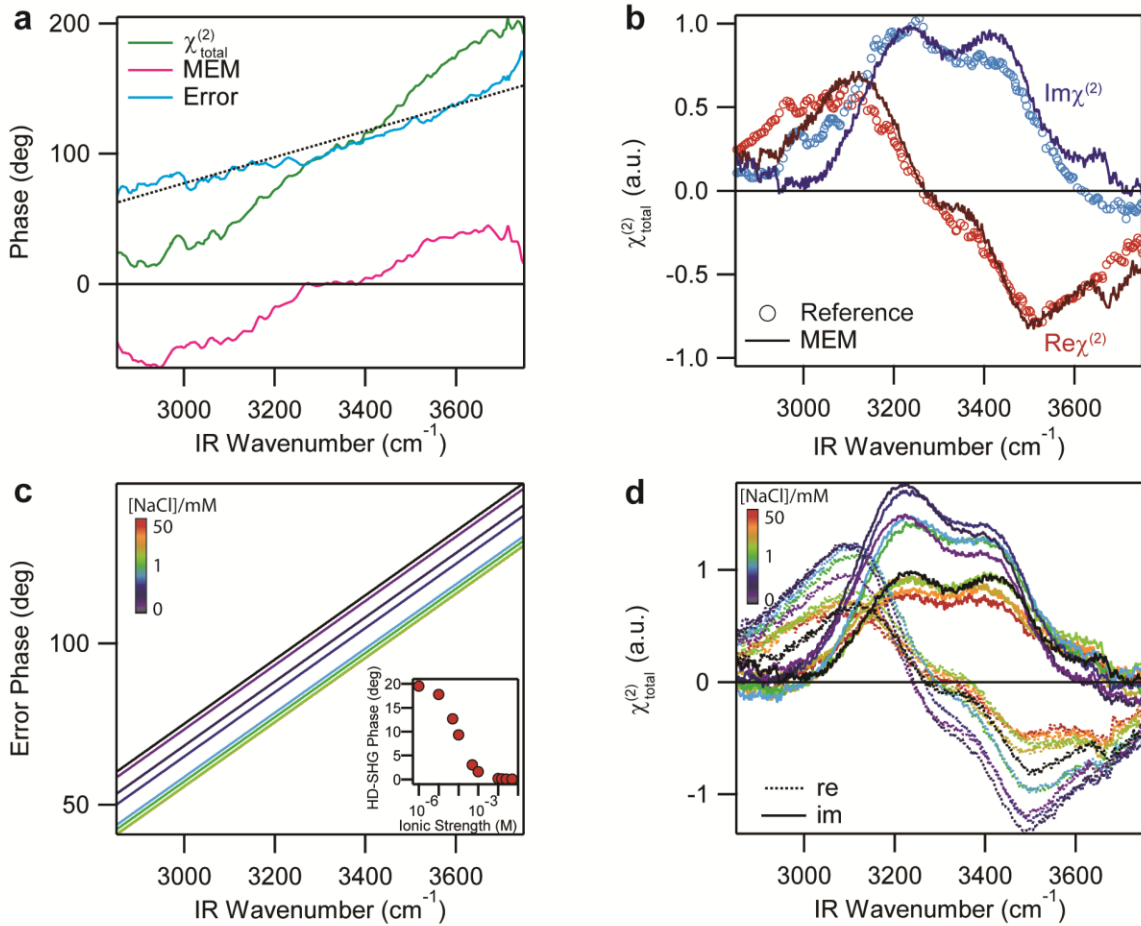 a
200
100
0
Phase (deg)
χ(2)total
MEM
Error
3000 3200 3400 3600
IR Wavenumber (cm-1)
b
1.0
0.5
0.0
-0.5
-1.0
χ(2)total (a.u.)
Imχ(2)
Reference
MEM
Reχ(2)
3000 3200 3400 3600
IR Wavenumber (cm-1)
c
[NaCl]/mM
50
1
0
100
50
Error Phase (deg)
20
15
10
5
0
HD-SHG Phase (deg)
10-6 10-3
Ionic Strength (M)
3000 3200 3400 3600
IR Wavenumber (cm-1)
d
[NaCl]/mM
50
1
0
1
0
-1
χ(2)total (a.u.)
re
im
3000 3200 3400 3600
IR Wavenumber (cm-1)